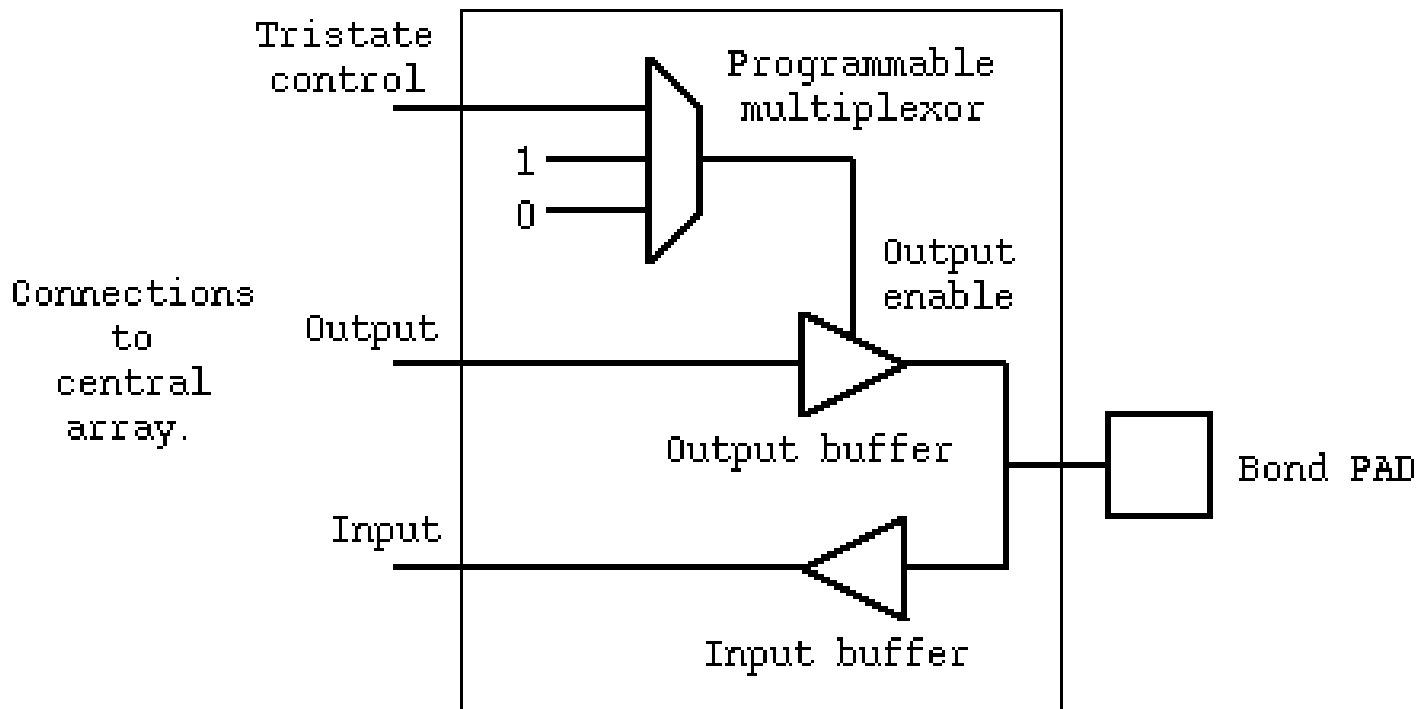 Tristate
control
Programmable
multiplexor
1
0
Output
enable
Connections
to
central
array.
Output
Output buffer
Bond PAD
Input
Input buffer